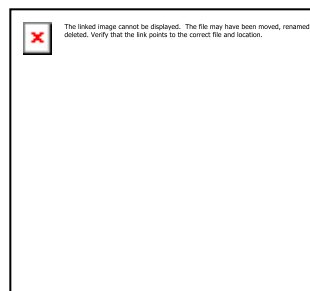 The linked image cannot be displayed. The file may have been moved, renamed
deleted. Verify that the link points to the correct file and location.